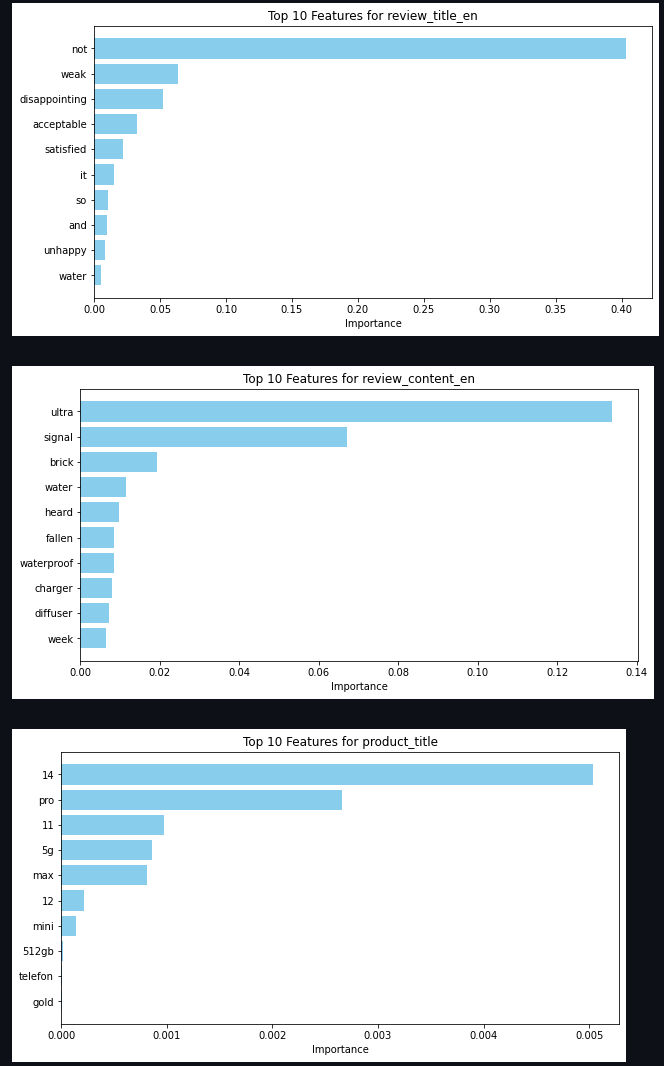 Top 10 Features for review_title_en
not
weak
disappointing
acceptable
satisfied
it
so
and
unhappy
water
0.00 0.05 0.10 0.15 0.20 0.25 0.30 0.35 0.40
Importance
Top 10 Features for review_content_en
ultra
signal
brick
water
heard
fallen
waterproof
charger
diffuser
week
0.00 0.02 0.04 0.06 0.08 0.10 0.12 0.14
Importance
Top 10 Features for product_title
14
pro
11
5g
max
12
mini
512gb
telefon
gold
0.000 0.001 0.002 0.003 0.004 0.005
Importance